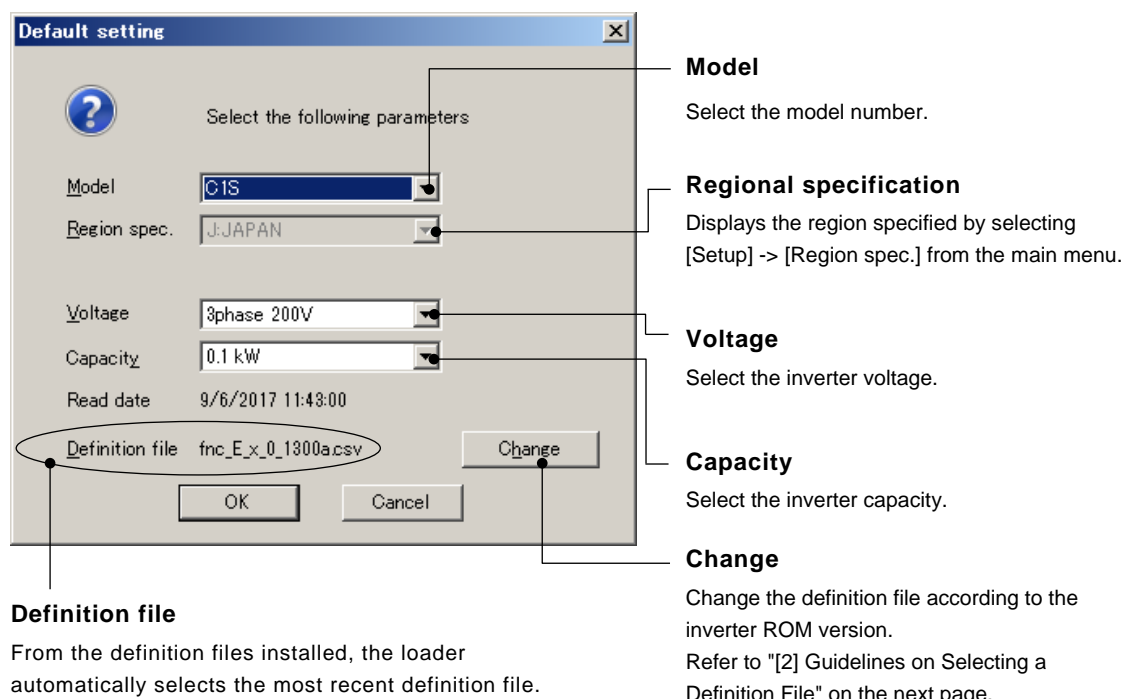 Default setting
Select the following parameters
Model C1S
Region spec. J:JAPAN
Voltage 3phase 200V
Capacity 0.1 kW
Read date 9/6/2017 11:43:00
Definition file fnc_E_x_0_1300a.csv Change
OK Cancel
Model
Select the model number.
Regional specification
Displays the region specified by selecting
[Setup] -> [Region spec.] from the main menu.
Voltage
Select the inverter voltage.
Capacity
Select the inverter capacity.
Change
Change the definition file according to the
inverter ROM version.
Refer to "[2] Guidelines on Selecting a
Definition File" on the next page.
Definition file
From the definition files installed, the loader
automatically selects the most recent definition file.